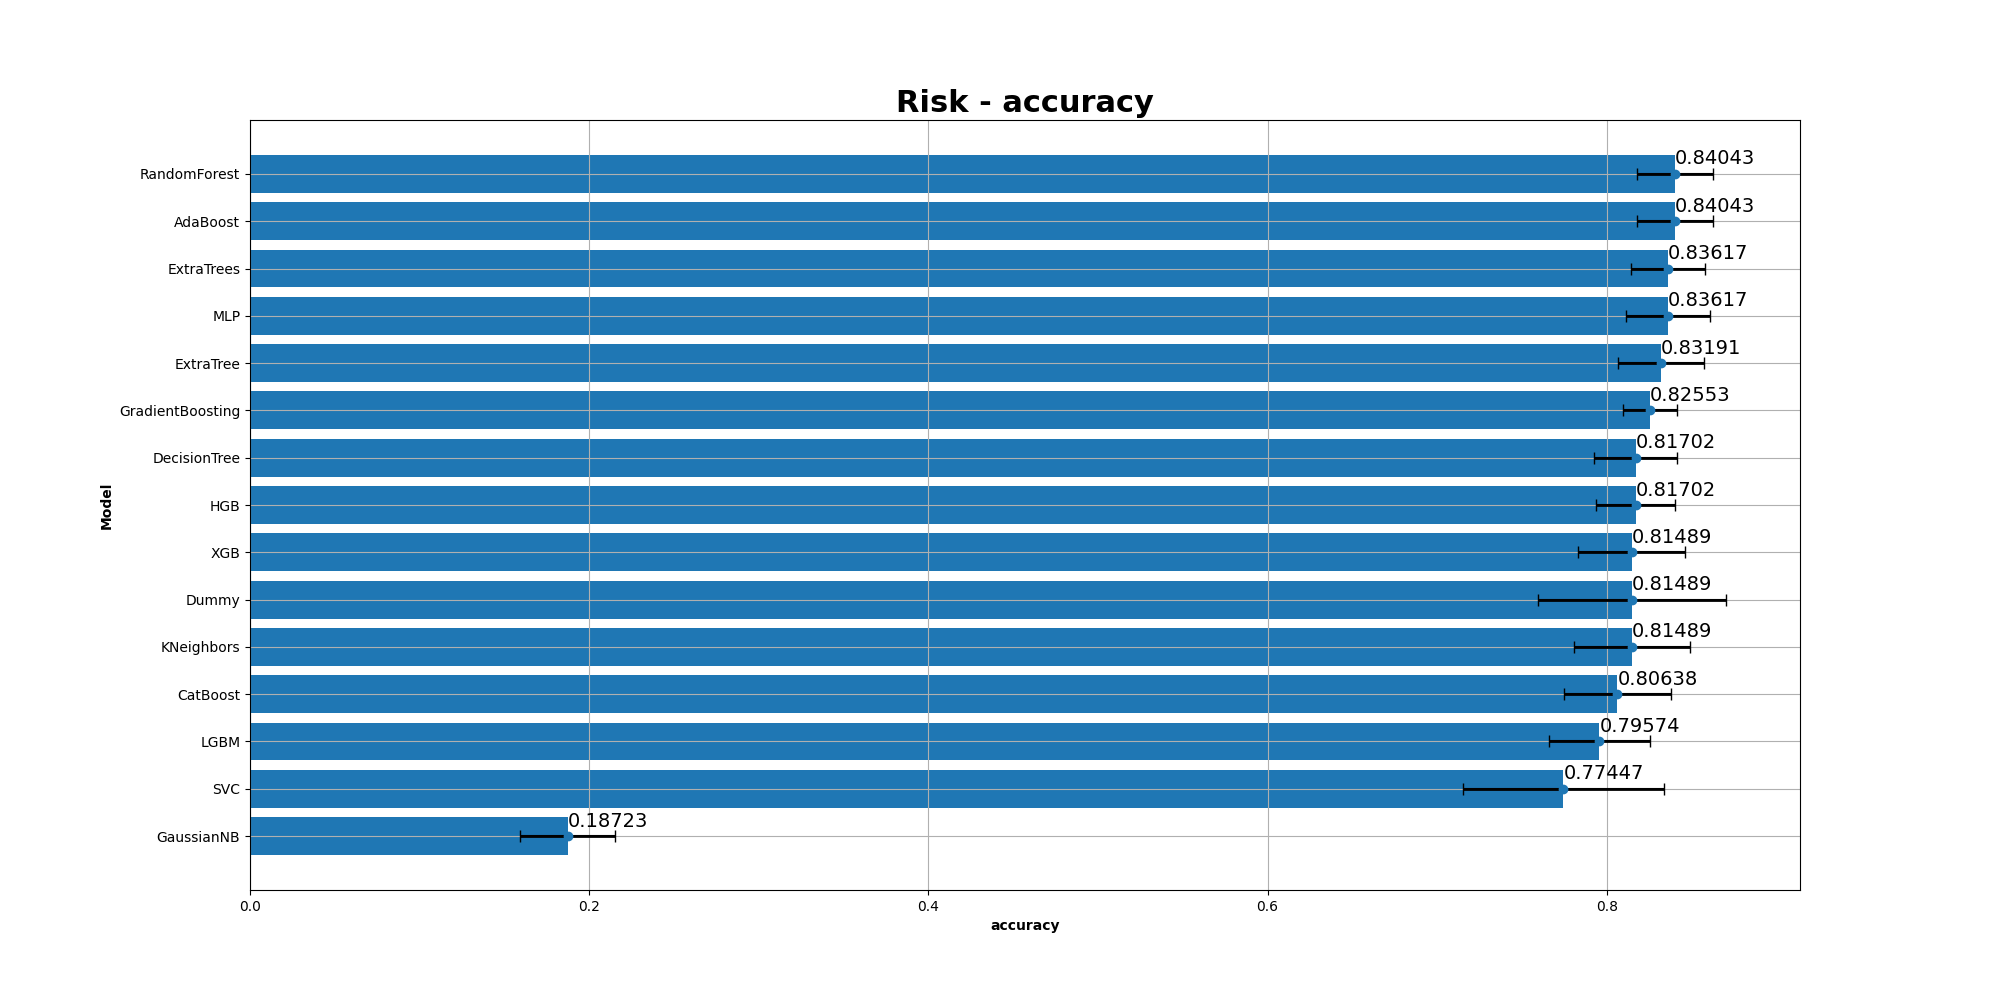 Risk - accuracy
RandomForest 0.84043
AdaBoost 0.84043
ExtraTrees 0.83617
MLP 0.83617
ExtraTree 0.83191
GradientBoosting 0.82553
DecisionTree 0.81702
HGB 0.81702
XGB 0.81489
Dummy 0.81489
KNeighbors 0.81489
CatBoost 0.80638
LGBM 0.79574
SVC 0.77447
GaussianNB 0.18723
Model
0.0 0.2 0.4 0.6 0.8
accuracy